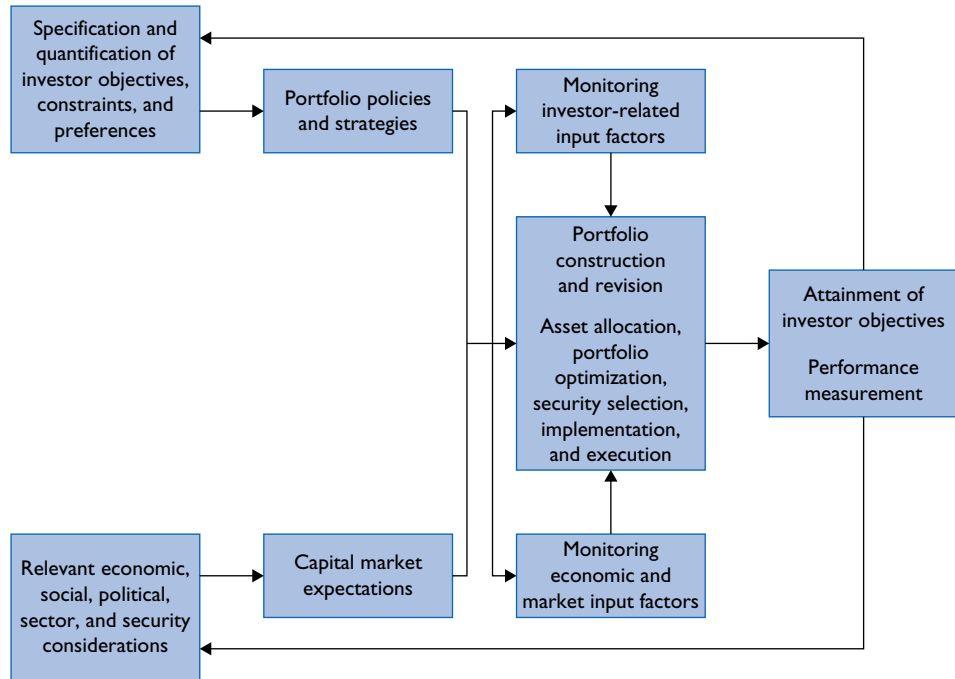 Specification and
quantification of
investor objectives,
constraints, and
preferences
Portfolio policies
and strategies
Monitoring
investor-related
input factors
Portfolio
construction
and revision
Asset allocation,
portfolio
optimization,
security selection,
implementation,
and execution
Attainment of
investor objectives
Performance
measurement
Relevant economic,
social, political,
sector, and security
considerations
Capital market
expectations
Monitoring
economic and
market input factors